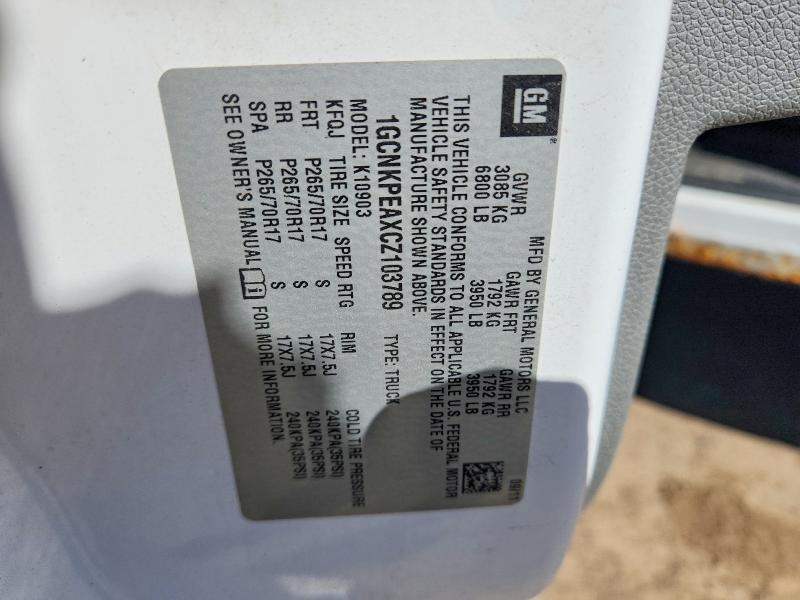 GM
MFD BY GENERAL MOTORS LLC 09/11
GVWR GAWR FRT GAWR RR
3085 KG 1792 KG 1792 KG
6800 LB 3950 LB 3950 LB
THIS VEHICLE CONFORMS TO ALL APPLICABLE U.S. FEDERAL MOTOR
VEHICLE SAFETY STANDARDS IN EFFECT ON THE DATE OF
MANUFACTURE SHOWN ABOVE.
1GCNKPEAXCZ103789 TYPE: TRUCK
MODEL: K10903
KFQJ TIRE SIZE SPEED RTG RIM COLD TIRE PRESSURE
FRT P265/70R17 S 17X7.5J 240KPA(35PSI)
RR P265/70R17 S 17X7.5J 240KPA(35PSI)
SPA P265/70R17 S 17X7.5J 240KPA(35PSI)
SEE OWNER'S MANUAL FOR MORE INFORMATION.